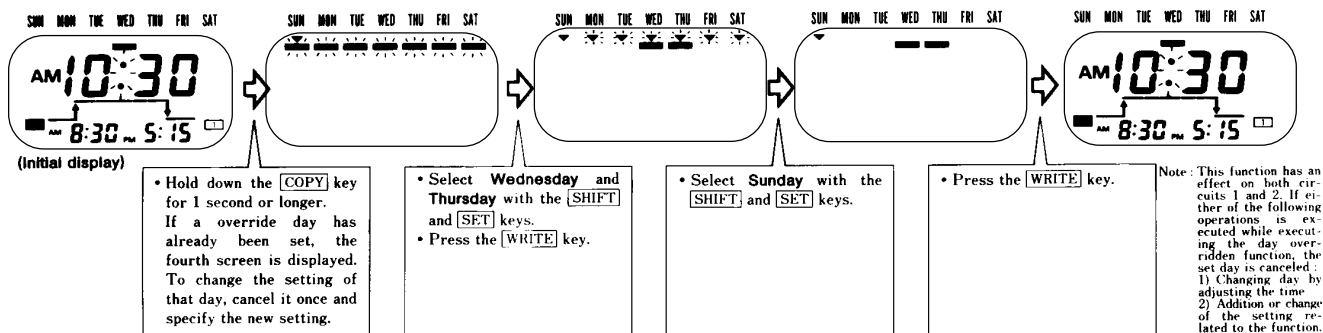 SUN MON TUE WED THU FRI SAT
AM 10:30
AM 8:30 PM 5:15 1
(Initial display)
SUN MON TUE WED THU FRI SAT
• Hold down the COPY key
for 1 second or longer.
If a override day has
already been set, the
fourth screen is displayed.
To change the setting of
that day, cancel it once and
specify the new setting.
SUN MON TUE WED THU FRI SAT
• Select Wednesday and
Thursday with the SHIFT
and SET keys.
• Press the WRITE key.
SUN MON TUE WED THU FRI SAT
• Select Sunday with the
SHIFT and SET keys.
SUN MON TUE WED THU FRI SAT
AM 10:30
AM 8:30 PM 5:15 1
• Press the WRITE key.
Note : This function has an
effect on both cir-
cuits 1 and 2. If ei-
ther of the following
operations is ex-
ecuted while execut-
ing the day over-
ridden function, the
set day is canceled :
1) Changing day by
adjusting the time
2) Addition or change
of the setting re-
lated to the function.